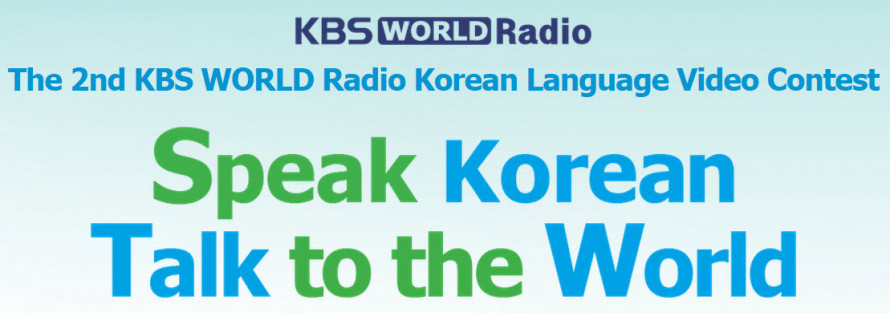 KBS WORLD Radio
The 2nd KBS WORLD Radio Korean Language Video Contest
Speak Korean
Talk to the World